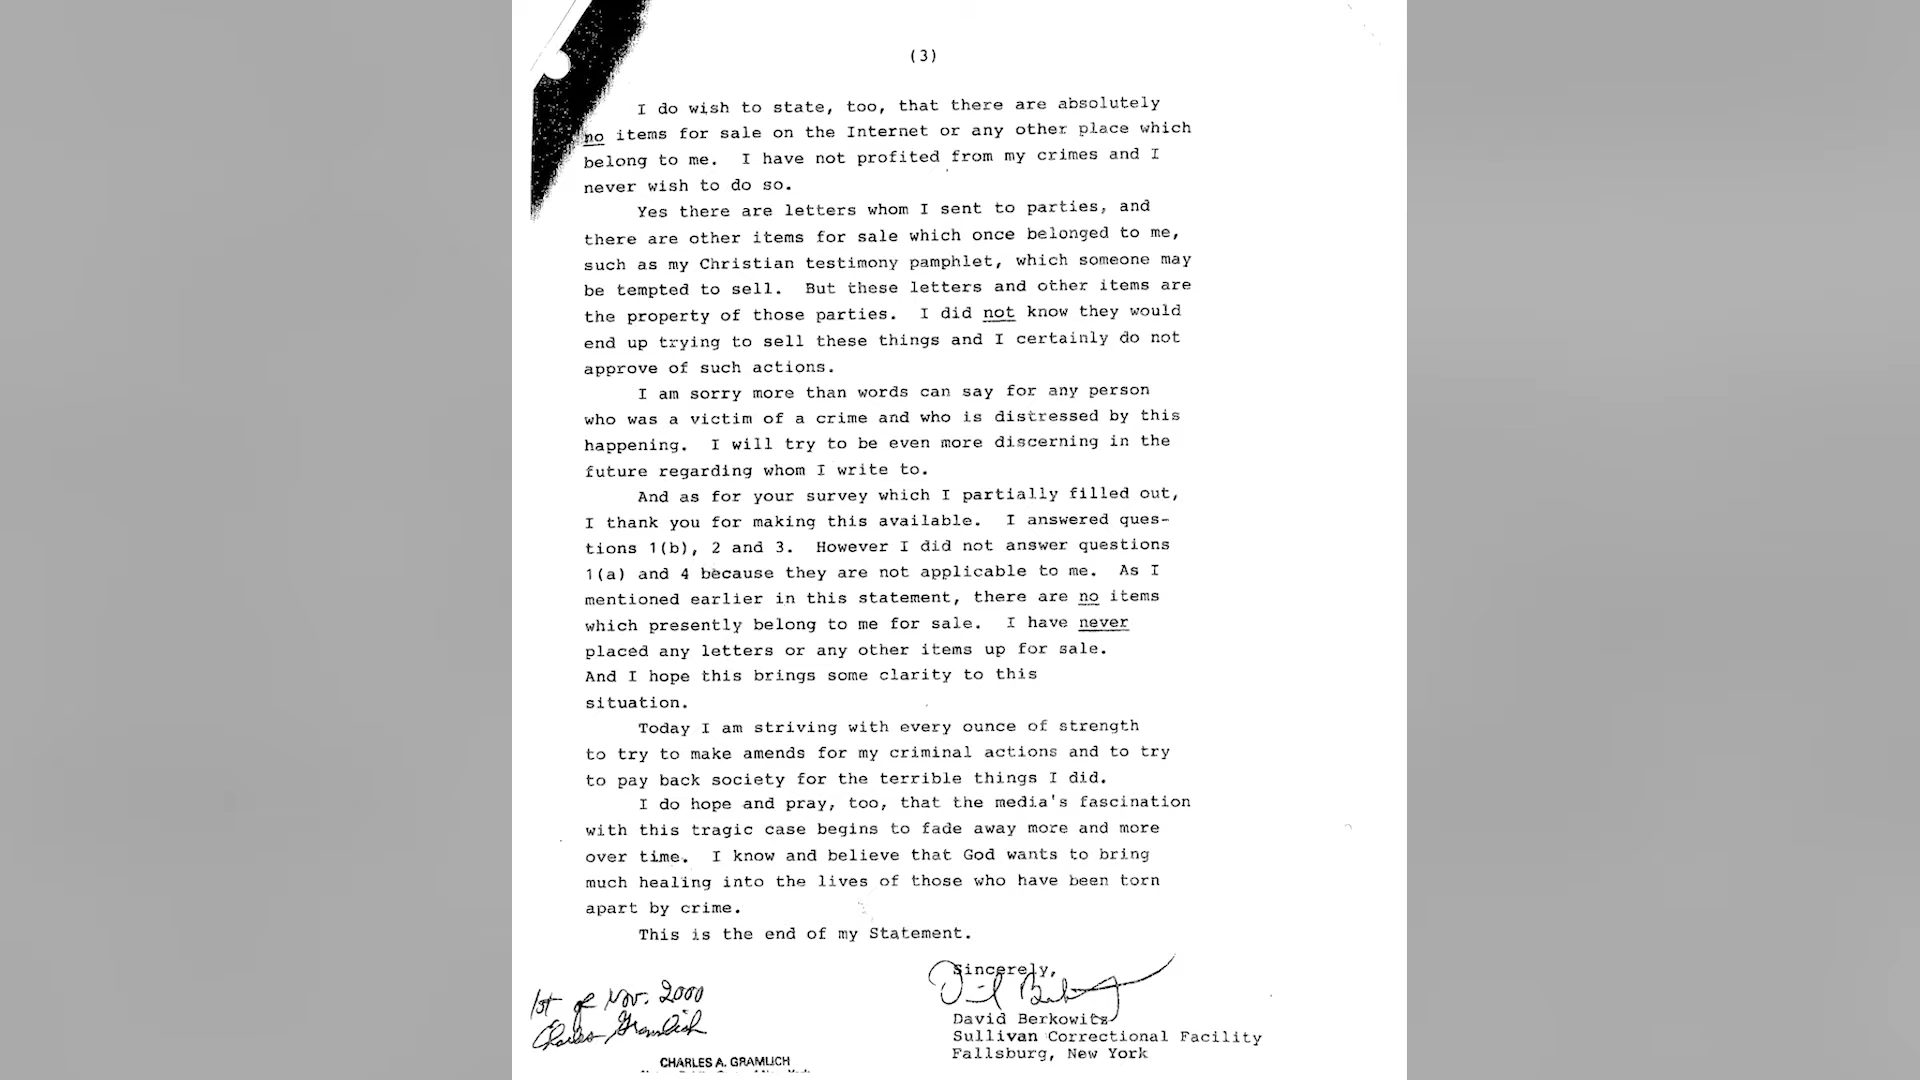 (3)
I do wish to state, too, that there are absolutely
no items for sale on the Internet or any other place which
belong to me. I have not profited from my crimes and I
never wish to do so.
Yes there are letters whom I sent to parties, and
there are other items for sale which once belonged to me,
such as my Christian testimony pamphlet, which someone may
be tempted to sell. But these letters and other items are
the property of those parties. I did not know they would
end up trying to sell these things and I certainly do not
approve of such actions.
I am sorry more than words can say for any person
who was a victim of a crime and who is distressed by this
happening. I will try to be even more discerning in the
future regarding whom I write to.
And as for your survey which I partially filled out,
I thank you for making this available. I answered ques-
tions 1(b), 2 and 3. However I did not answer questions
1(a) and 4 because they are not applicable to me. As I
mentioned earlier in this statement, there are no items
which presently belong to me for sale. I have never
placed any letters or any other items up for sale.
And I hope this brings some clarity to this
situation.
Today I am striving with every ounce of strength
to try to make amends for my criminal actions and to try
to pay back society for the terrible things I did.
I do hope and pray, too, that the media's fascination
with this tragic case begins to fade away more and more
over time. I know and believe that God wants to bring
much healing into the lives of those who have been torn
apart by crime.
This is the end of my Statement.
Sincerely,
David Berkowitz
David Berkowitz
Sullivan Correctional Facility
Fallsburg, New York
1st of Nov. 2000
Charles Gramlich
CHARLES A. GRAMLICH